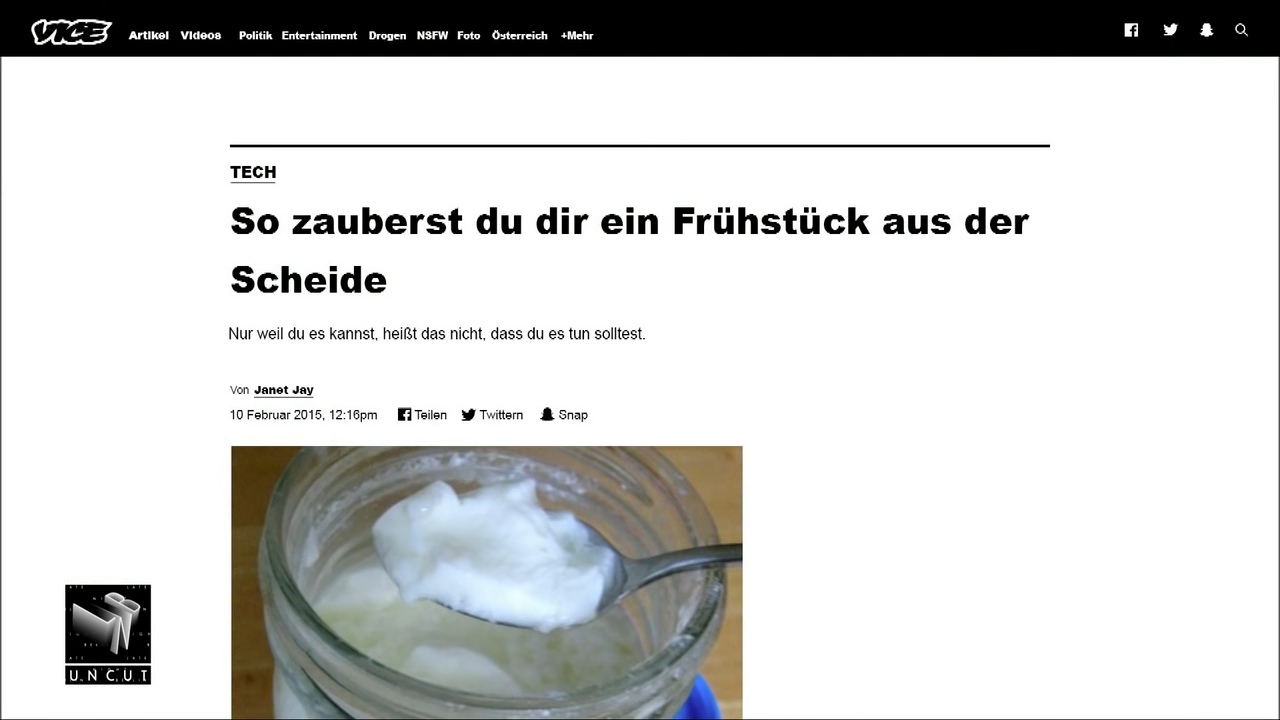 VICE Artikel Videos Politik Entertainment Drogen NSFW Foto Österreich +Mehr
TECH
So zauberst du dir ein Frühstück aus der
Scheide
Nur weil du es kannst, heißt das nicht, dass du es tun solltest.
Von Janet Jay
10 Februar 2015, 12:16pm Teilen Twittern Snap
UNCUT